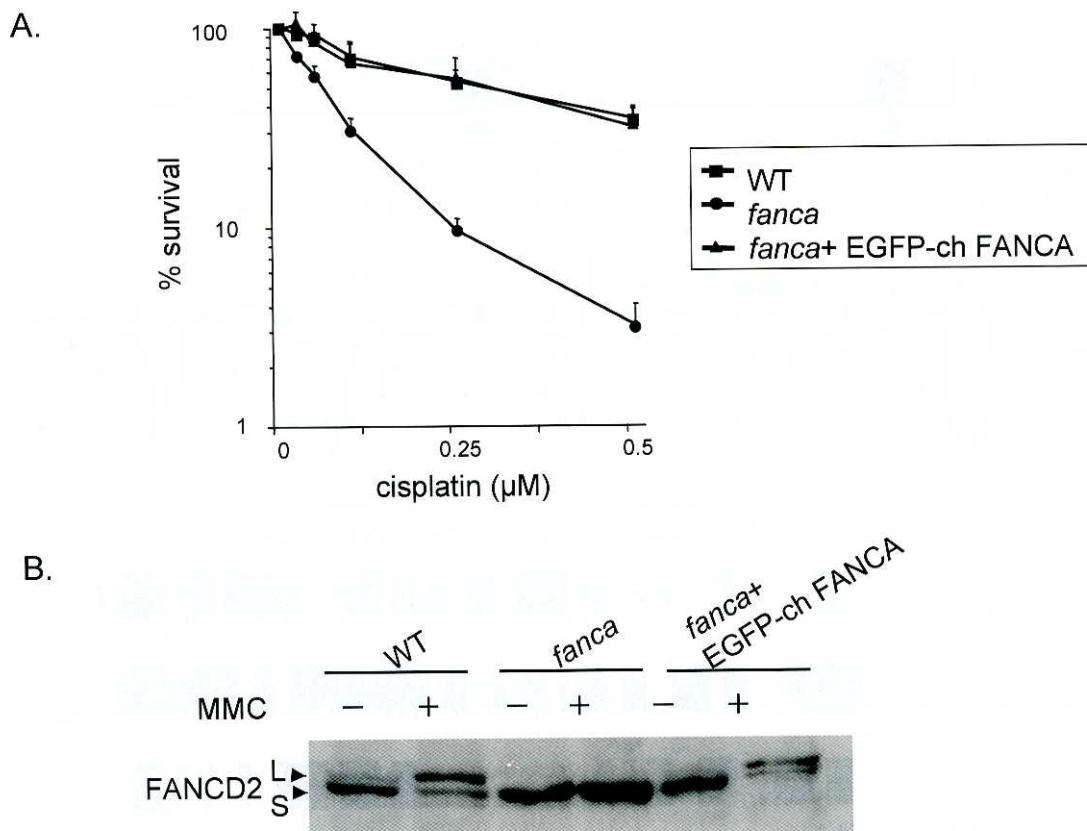 A.
100
10
1
% survival
0
0.25
0.5
cisplatin (µM)
WT
fanca
fanca+ EGFP-ch FANCA
B.
WT
fanca
fanca+
EGFP-ch FANCA
MMC − + − + − +
FANCD2
L
S